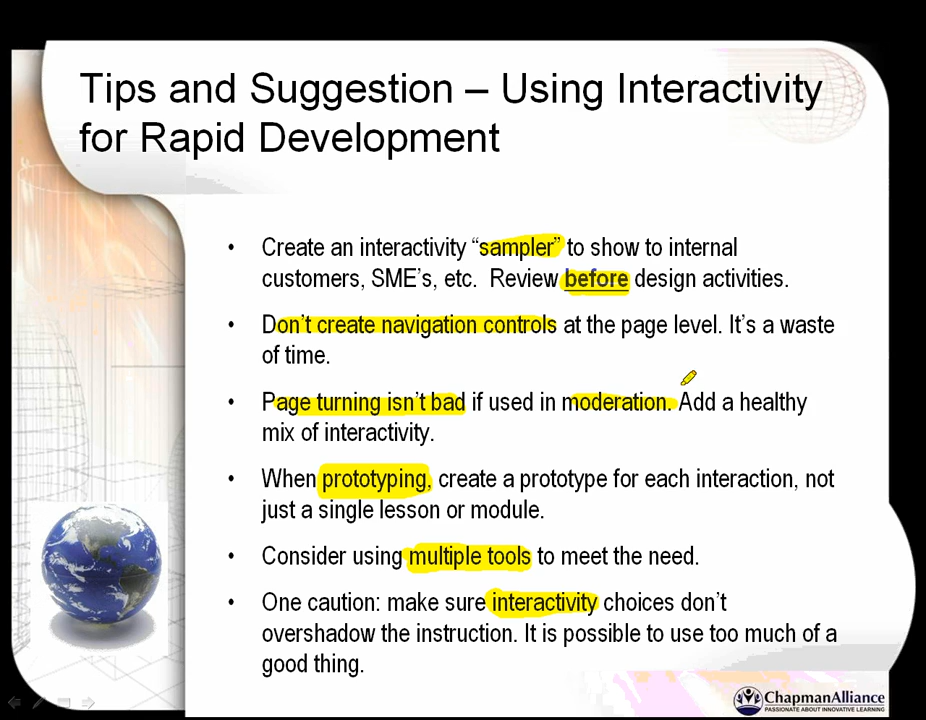 Tips and Suggestion – Using Interactivity
for Rapid Development
• Create an interactivity “sampler” to show to internal
customers, SME’s, etc.  Review before design activities.
• Don’t create navigation controls at the page level. It’s a waste
of time.
• Page turning isn’t bad if used in moderation. Add a healthy
mix of interactivity.
• When prototyping, create a prototype for each interaction, not
just a single lesson or module.
• Consider using multiple tools to meet the need.
• One caution: make sure interactivity choices don’t
overshadow the instruction. It is possible to use too much of a
good thing.
ChapmanAlliance
PASSIONATE ABOUT INNOVATIVE LEARNING